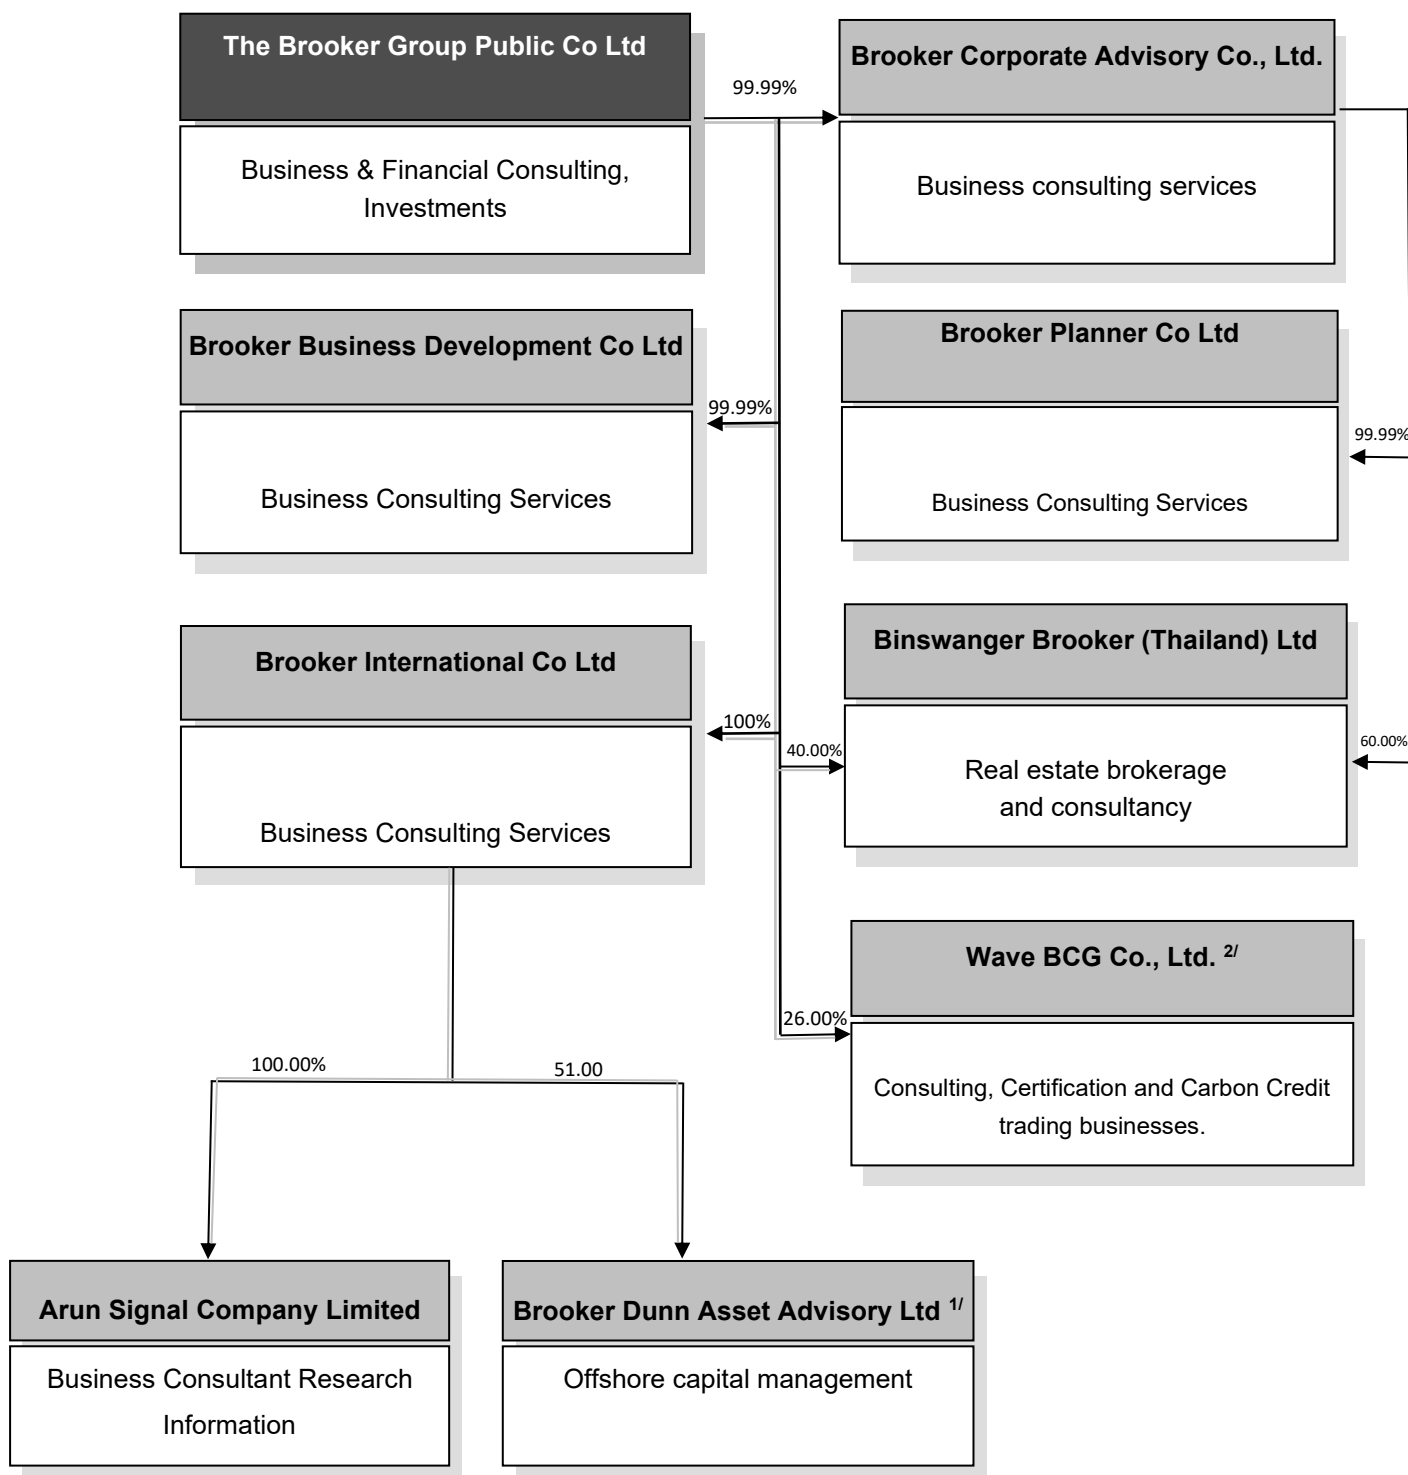 The Brooker Group Public Co Ltd
Business & Financial Consulting,
Investments
99.99%
Brooker Corporate Advisory Co., Ltd.
Business consulting services
Brooker Business Development Co Ltd
Business Consulting Services
99.99%
Brooker Planner Co Ltd
Business Consulting Services
99.99%
Brooker International Co Ltd
Business Consulting Services
100%
40.00%
Binswanger Brooker (Thailand) Ltd
Real estate brokerage
and consultancy
60.00%
26.00%
Wave BCG Co., Ltd. 2/
Consulting, Certification and Carbon Credit
trading businesses.
100.00%
51.00
Arun Signal Company Limited
Business Consultant Research
Information
Brooker Dunn Asset Advisory Ltd 1/
Offshore capital management